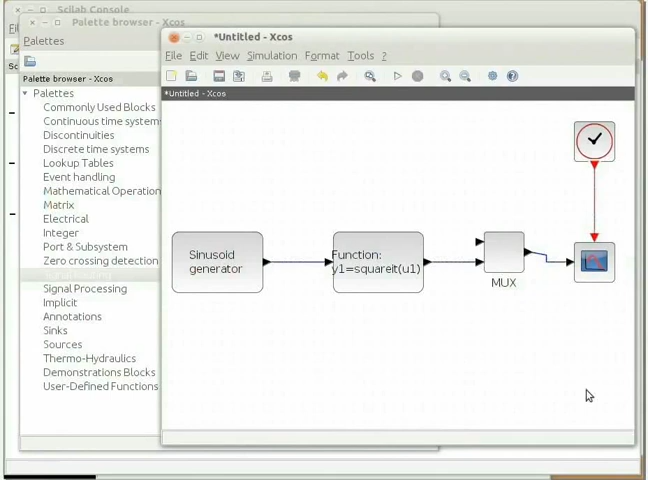 Scilab Console
Palette browser - Xcos
*Untitled - Xcos
Palettes
File Edit View Simulation Format Tools ?
Palette browser - Xcos
*Untitled - Xcos
Palettes
Commonly Used Blocks
Continuous time systems
Discontinuities
Discrete time systems
Lookup Tables
Event handling
Mathematical Operation
Matrix
Electrical
Integer
Port & Subsystem
Zero crossing detection
Signal Routing
Signal Processing
Implicit
Annotations
Sinks
Sources
Thermo-Hydraulics
Demonstrations Blocks
User-Defined Functions
Sinusoid
generator
Function:
y1=squareit(u1)
MUX